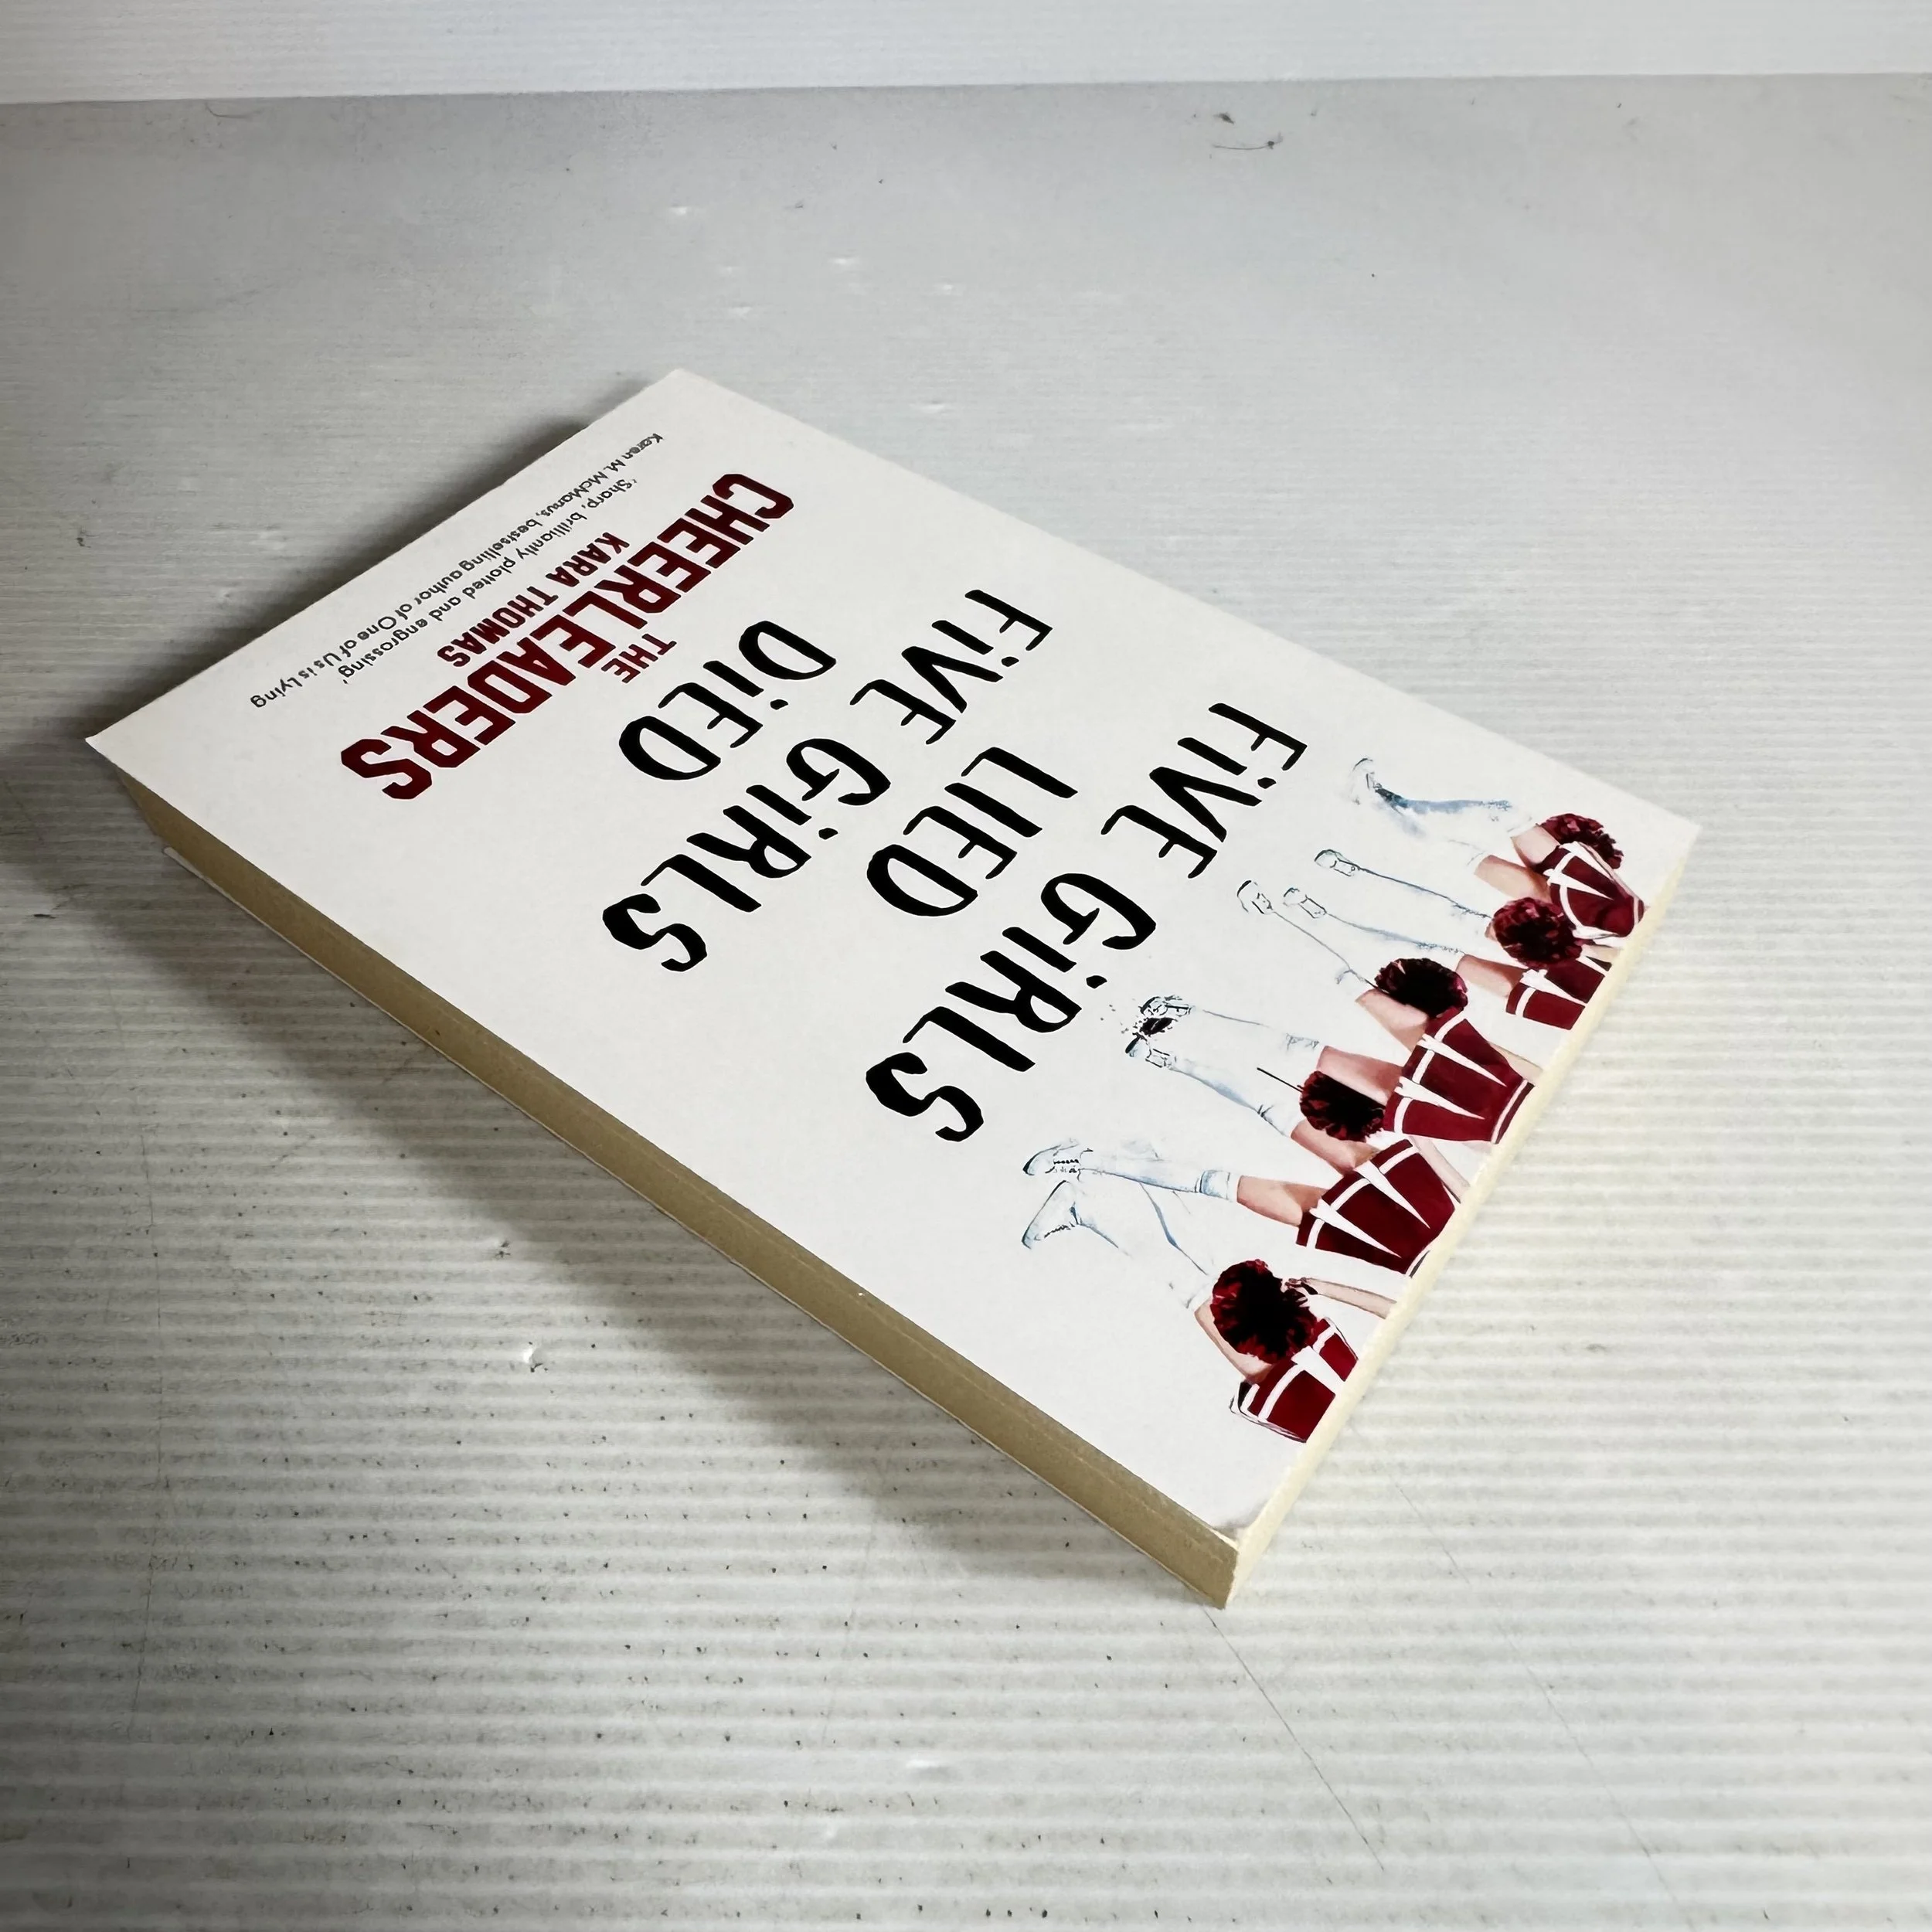 FiVE GiRLS
LIED
FiVE GiRLS
DiED
THE
CHEERLEADERS
KARA THOMAS
'Sharp, brilliantly plotted and engrossing'
Karen M. McManus, bestselling author of One of Us is Lying